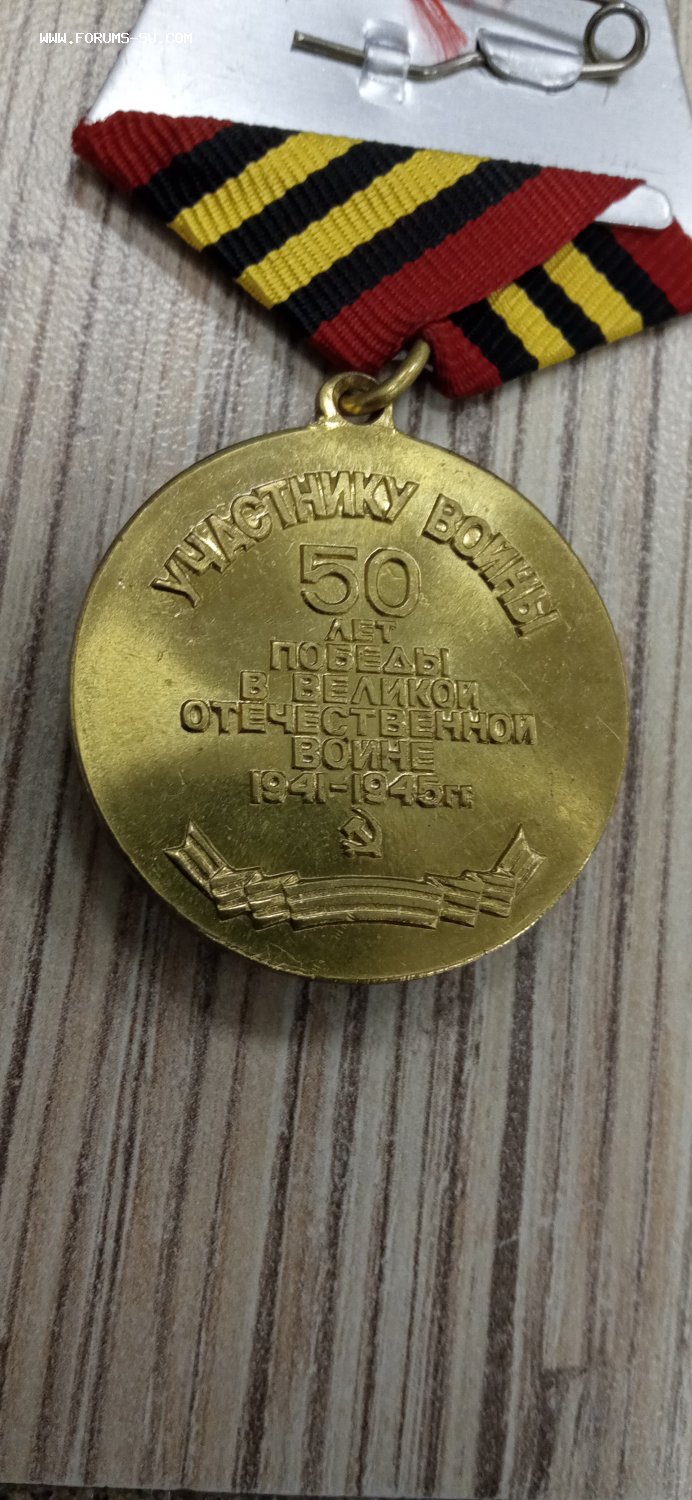 WWW.FORUMS-SU.COM
УЧАСТНИКУ ВОЙНЫ
50
ЛЕТ
ПОБЕДЫ
В ВЕЛИКОЙ
ОТЕЧЕСТВЕННОЙ
ВОЙНЕ
1941-1945гг.